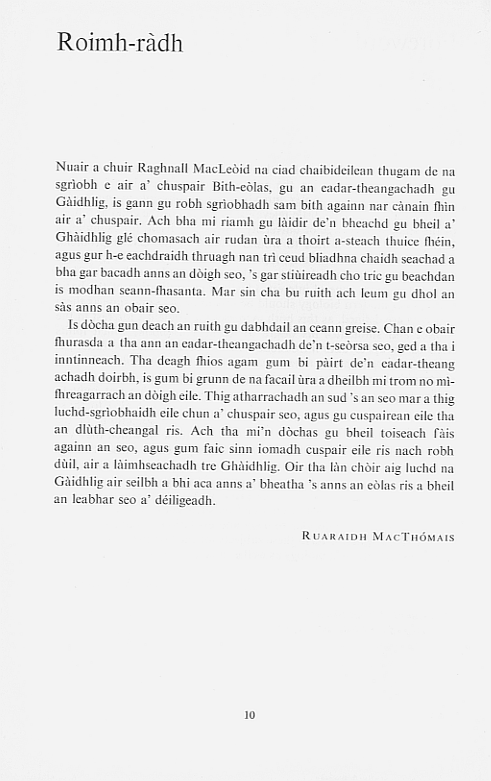 Roimh-ràdh
Nuair a chuir Raghnall MacLeòid na ciad chaibideilean thugam de na
sgrìobh e air a' chuspair Bith-eòlas, gu an eadar-theangachadh gu
Gàidhlig, is gann gu robh sgrìobhadh sam bith againn nar cànain fhìn
air a' chuspair. Ach bha mi riamh gu làidir de'n bheachd gu bheil a'
Ghàidhlig glé chomasach air rudan ùra a thoirt a-steach thuice fhéin,
agus gur h-e eachdraidh thruagh nan trì ceud bliadhna chaidh seachad a
bha gar bacadh anns an dòigh seo, 's gar stiùireadh cho tric gu beachdan
is modhan seann-fhasanta. Mar sin cha bu ruith ach leum gu dhol an
sàs anns an obair seo.
Is dòcha gun deach an ruith gu dabhdail an ceann greise. Chan e obair
fhurasda a tha ann an eadar-theangachadh de'n t-seòrsa seo, ged a tha i
inntinneach. Tha deagh fhios agam gum bi pàirt de'n eadar-theang
achadh doirbh, is gum bi grunn de na facail ùra a dheilbh mi trom no mì-
fhreagarrach an dòigh eile. Thig atharrachadh an sud 's an seo mar a thig
luchd-sgrìobhaidh eile chun a' chuspair seo, agus gu cuspairean eile tha
an dlùth-cheangal ris. Ach tha mi'n dòchas gu bheil toiseach fàis
againn an seo, agus gum faic sinn iomadh cuspair eile ris nach robh
dùil, air a làimhseachadh tre Ghàidhlig. Oir tha làn chòir aig luchd na
Gàidhlig air seilbh a bhi aca anns a' bheatha 's anns an eòlas ris a bheil
an leabhar seo a' déiligeadh.
RUARAIDH MACTHÓMAIS
10